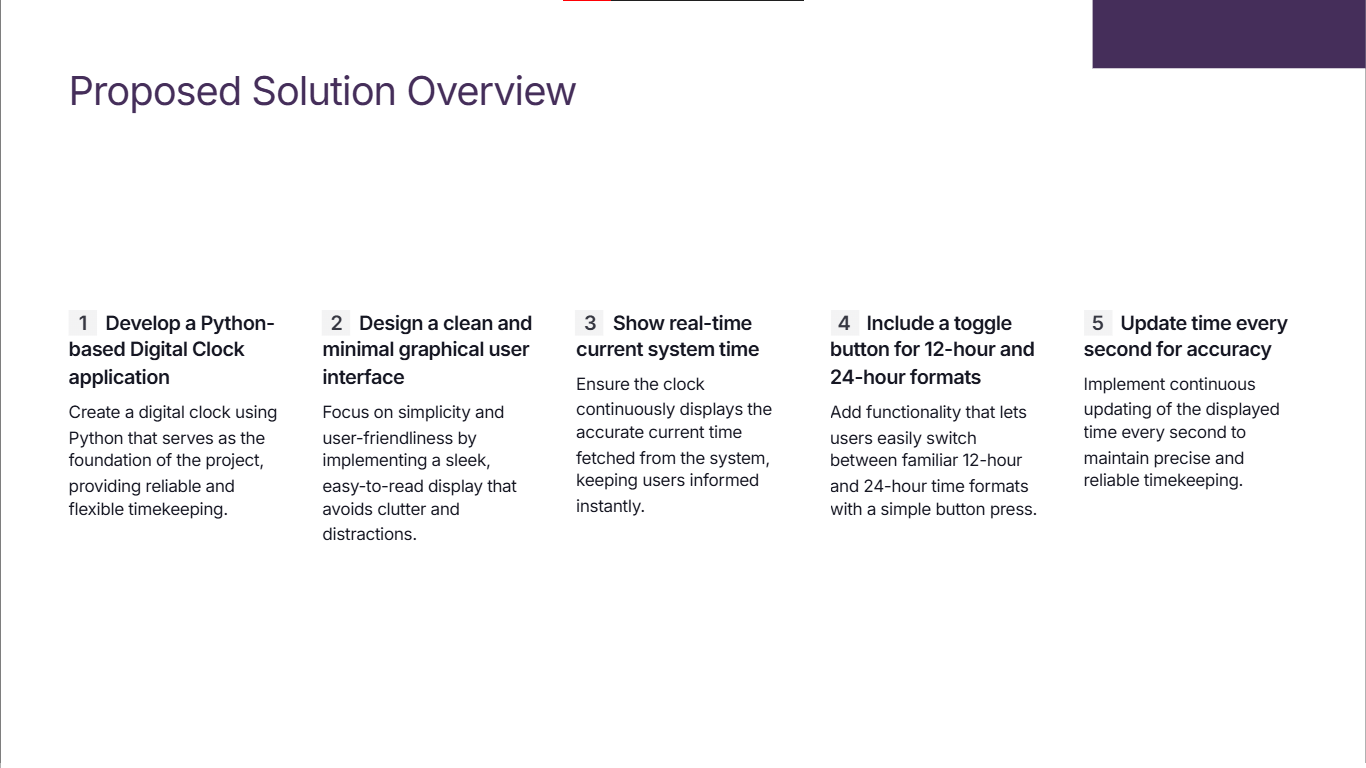 Proposed Solution Overview
1 Develop a Python-
based Digital Clock
application
Create a digital clock using
Python that serves as the
foundation of the project,
providing reliable and
flexible timekeeping.
2 Design a clean and
minimal graphical user
interface
Focus on simplicity and
user-friendliness by
implementing a sleek,
easy-to-read display that
avoids clutter and
distractions.
3 Show real-time
current system time
Ensure the clock
continuously displays the
accurate current time
fetched from the system,
keeping users informed
instantly.
4 Include a toggle
button for 12-hour and
24-hour formats
Add functionality that lets
users easily switch
between familiar 12-hour
and 24-hour time formats
with a simple button press.
5 Update time every
second for accuracy
Implement continuous
updating of the displayed
time every second to
maintain precise and
reliable timekeeping.